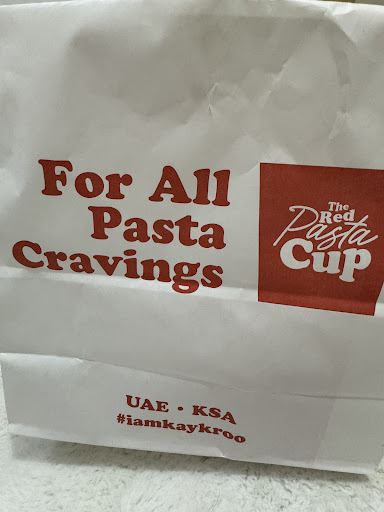 For All
Pasta
Cravings
The
Red
Pasta
Cup
UAE • KSA
#iamkaykroo